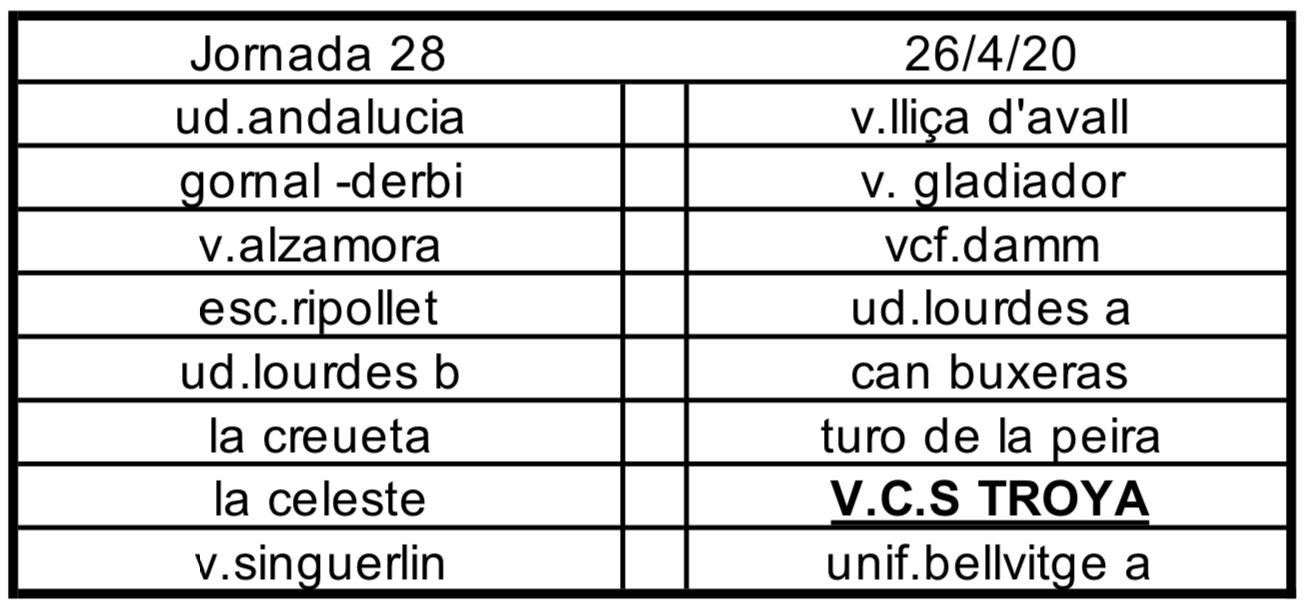 Jornada 28 26/4/20
ud.andalucia v.lliça d'avall
gornal -derbi v. gladiador
v.alzamora vcf.damm
esc.ripollet ud.lourdes a
ud.lourdes b can buxeras
la creueta turo de la peira
la celeste V.C.S TROYA
v.singuerlin unif.bellvitge a